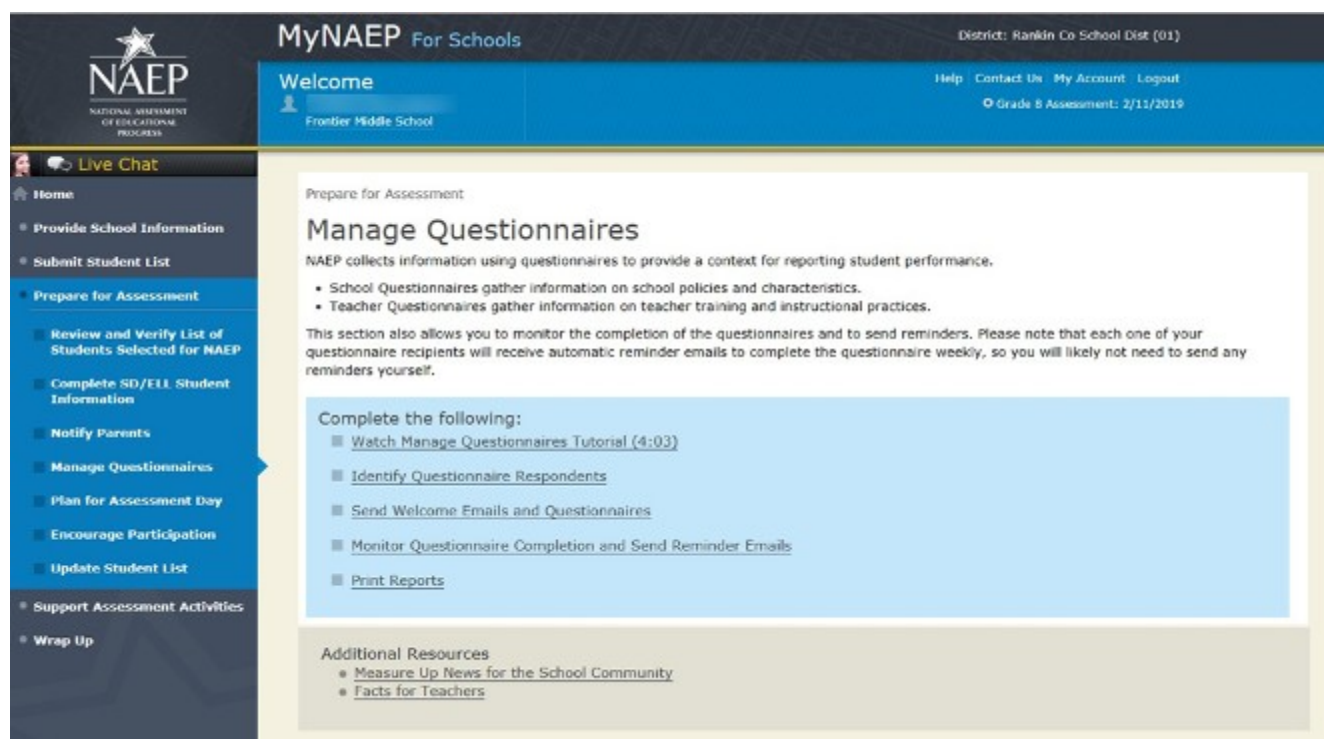 MyNAEP For Schools
District: Rankin Co School Dist (01)
NAEP
NATIONAL ASSESSMENT
OF EDUCATIONAL
PROGRESS
Welcome
Frontier Middle School
Help Contact Us My Account Logout
Grade 8 Assessment: 2/11/2019
Live Chat
Home
Provide School Information
Submit Student List
Prepare for Assessment
Review and Verify List of
Students Selected for NAEP
Complete SD/ELL Student
Information
Notify Parents
Manage Questionnaires
Plan for Assessment Day
Encourage Participation
Update Student List
Support Assessment Activities
Wrap Up
Prepare for Assessment
Manage Questionnaires
NAEP collects information using questionnaires to provide a context for reporting student performance.
• School Questionnaires gather information on school policies and characteristics.
• Teacher Questionnaires gather information on teacher training and instructional practices.
This section also allows you to monitor the completion of the questionnaires and to send reminders. Please note that each one of your
questionnaire recipients will receive automatic reminder emails to complete the questionnaire weekly, so you will likely not need to send any
reminders yourself.
Complete the following:
Watch Manage Questionnaires Tutorial (4:03)
Identify Questionnaire Respondents
Send Welcome Emails and Questionnaires
Monitor Questionnaire Completion and Send Reminder Emails
Print Reports
Additional Resources
• Measure Up News for the School Community
• Facts for Teachers